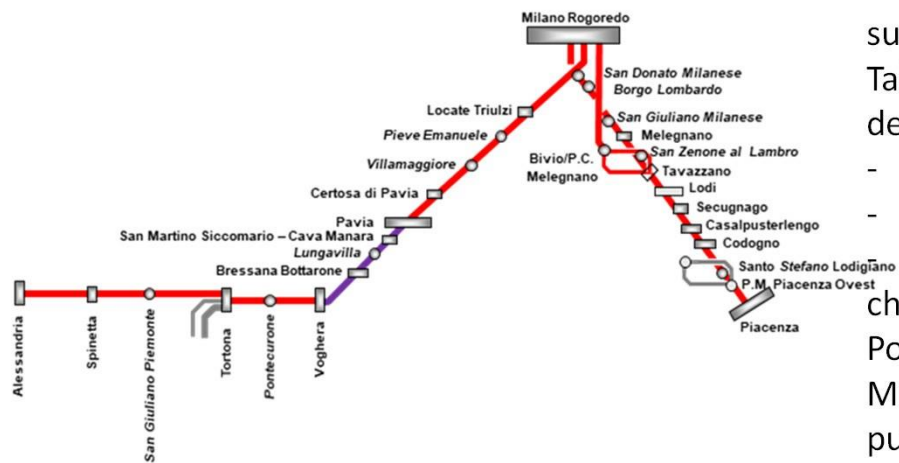 Milano Rogoredo
San Donato Milanese
Borgo Lombardo
Locate Triulzi
San Giuliano Milanese
Pieve Emanuele
Melegnano
Villamaggiore
Bivio/P.C.
Melegnano
San Zenone al Lambro
Tavazzano
Certosa di Pavia
Lodi
Pavia
Secugnago
San Martino Siccomario – Cava Manara
Casalpusterlengo
Lungavilla
Codogno
Bressana Bottarone
Santo Stefano Lodigiano
P.M. Piacenza Ovest
Piacenza
Alessandria
Spinetta
San Giuliano Piemonte
Tortona
Pontecurone
Voghera
su
Ta
de
-
-
-
ch
Po
M
pu